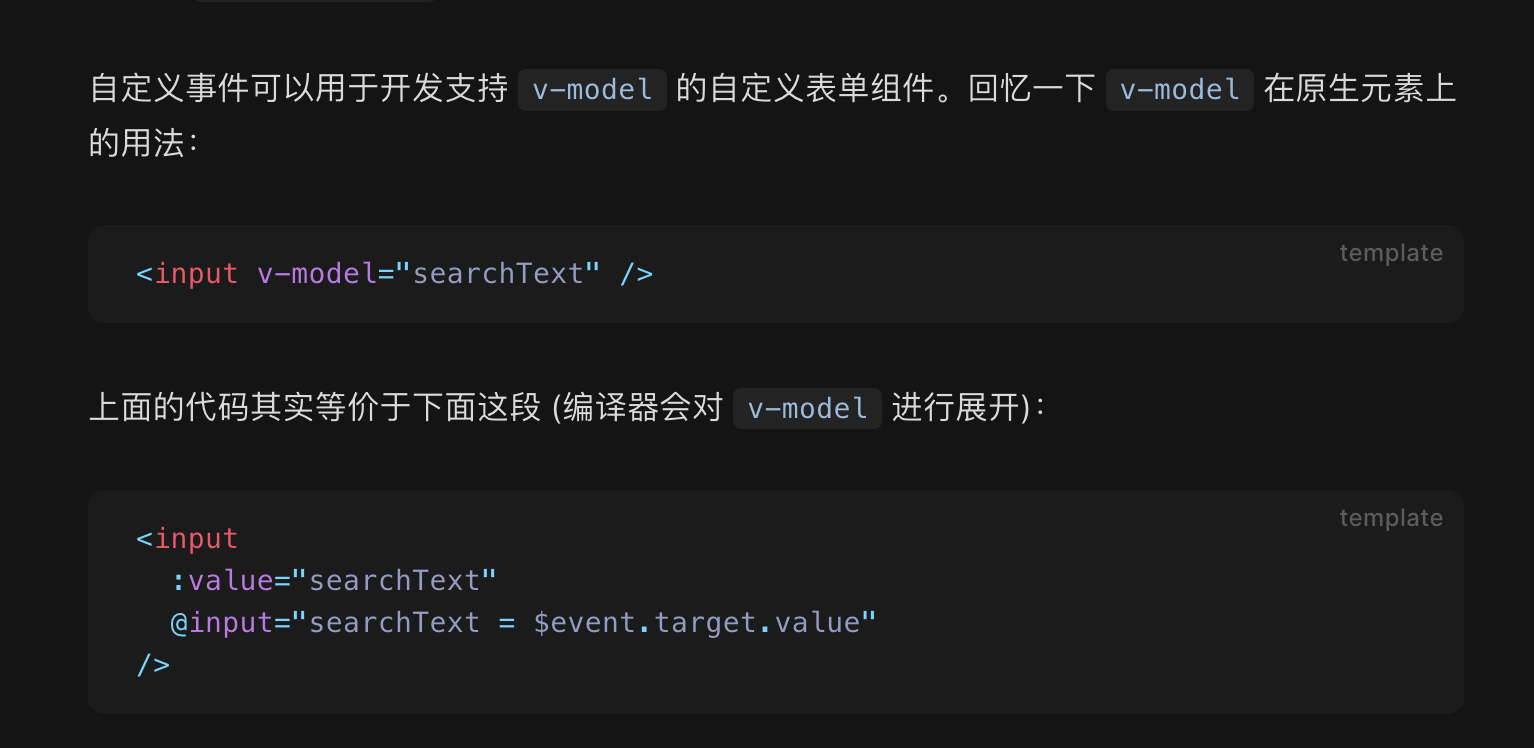 自定义事件可以用于开发支持 v-model 的自定义表单组件。回忆一下 v-model 在原生元素上
的用法：
template
<input v-model="searchText" />
上面的代码其实等价于下面这段 (编译器会对 v-model 进行展开)：
template
<input
  :value="searchText"
  @input="searchText = $event.target.value"
/>